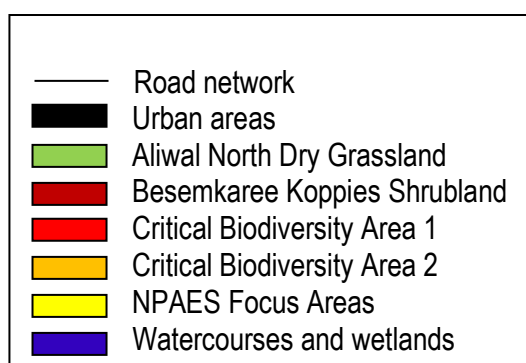 Road network
Urban areas
Aliwal North Dry Grassland
Besemkaree Koppies Shrubland
Critical Biodiversity Area 1
Critical Biodiversity Area 2
NPAES Focus Areas
Watercourses and wetlands